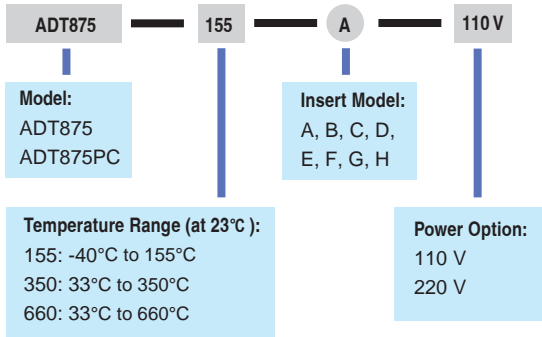 ADT875 155 A 110 V
Model:
ADT875
ADT875PC
Insert Model:
A, B, C, D,
E, F, G, H
Temperature Range (at 23°C ):
155: -40°C to 155°C
350: 33°C to 350°C
660: 33°C to 660°C
Power Option:
110 V
220 V